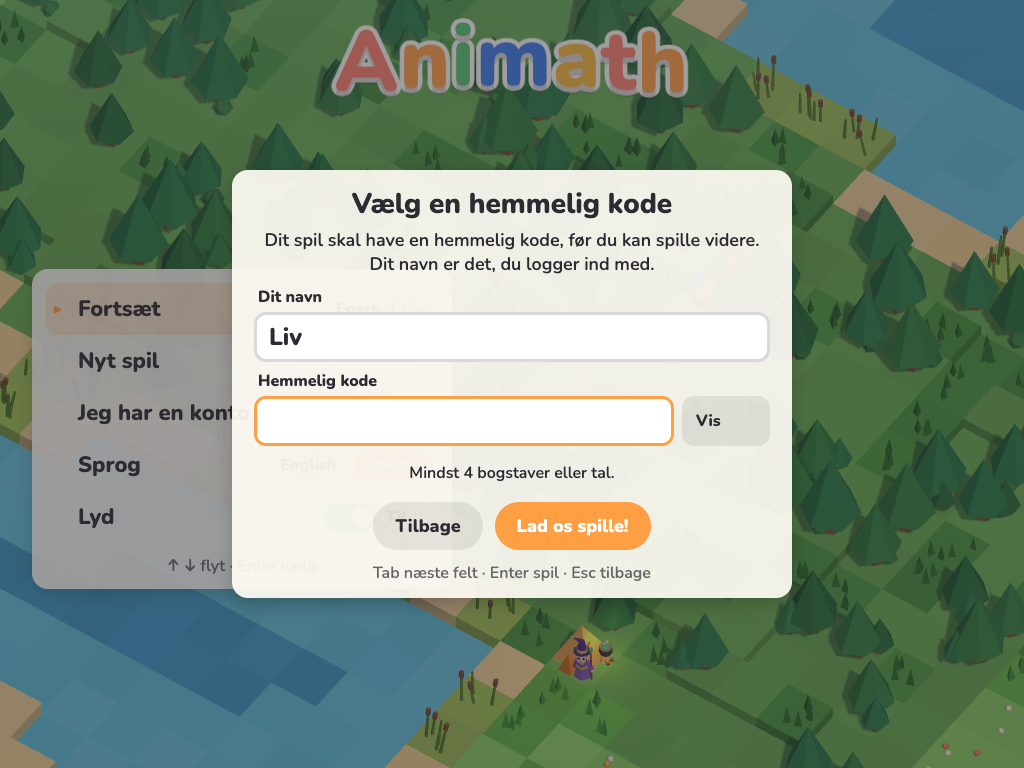 Animath
Vælg en hemmelig kode
Dit spil skal have en hemmelig kode, før du kan spille videre.
Dit navn er det, du logger ind med.
Dit navn
Liv
Hemmelig kode
Vis
Mindst 4 bogstaver eller tal.
Tilbage
Lad os spille!
Tab næste felt · Enter spil · Esc tilbage
Fortsæt
Nyt spil
Jeg har en konto
Sprog
English
Lyd
↑ ↓ flyt · Enter vælg